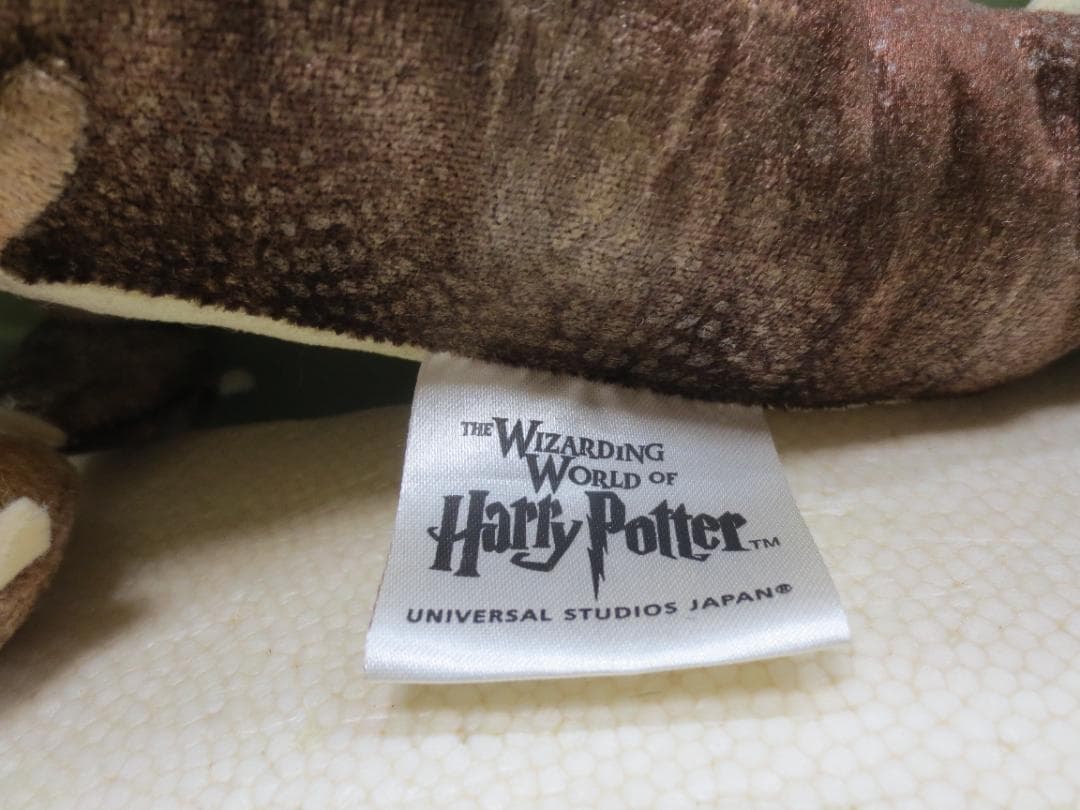 THE WIZARDING
WORLD OF
Harry Potter™
UNIVERSAL STUDIOS JAPAN®